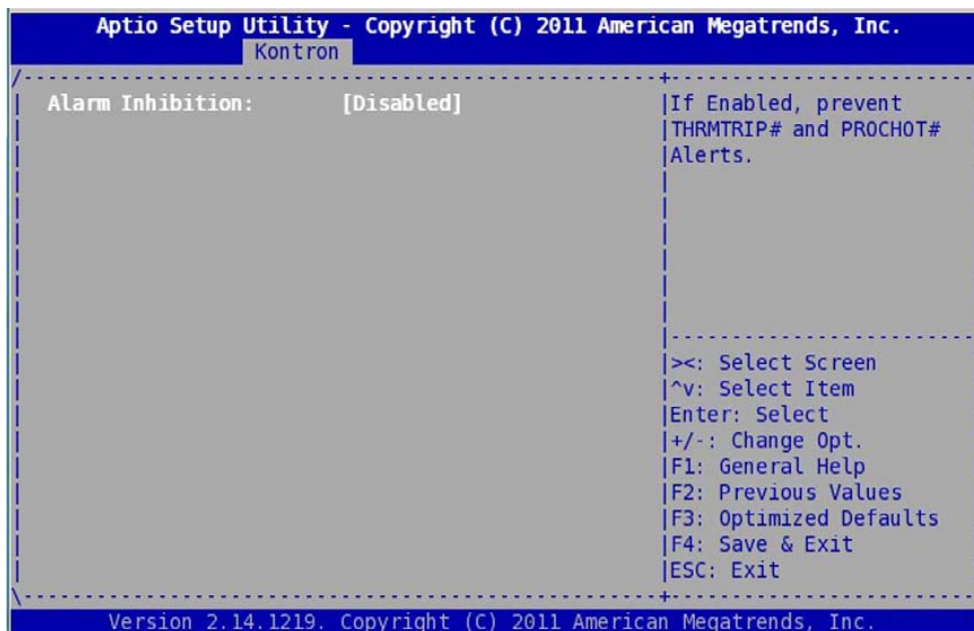 Aptio Setup Utility - Copyright (C) 2011 American Megatrends, Inc.
Kontron
Alarm Inhibition: [Disabled]
If Enabled, prevent
THRMTRIP# and PROCHOT#
Alerts.
><: Select Screen
^v: Select Item
Enter: Select
+/-: Change Opt.
F1: General Help
F2: Previous Values
F3: Optimized Defaults
F4: Save & Exit
ESC: Exit
Version 2.14.1219. Copyright (C) 2011 American Megatrends, Inc.